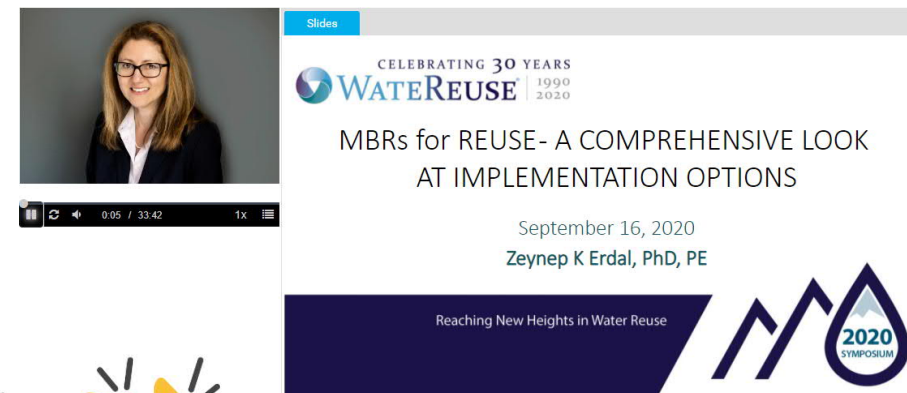 Slides
CELEBRATING 30 YEARS
WATEREUSE® 1990
2020
MBRs for REUSE- A COMPREHENSIVE LOOK
AT IMPLEMENTATION OPTIONS
September 16, 2020
Zeynep K Erdal, PhD, PE
0:05 / 33:42 1x
Reaching New Heights in Water Reuse
2020
SYMPOSIUM